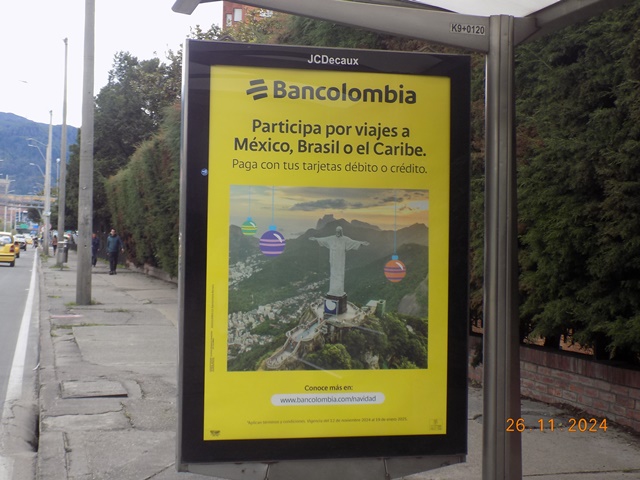 K9+0120
JCDecaux
Bancolombia
Participa por viajes a
México, Brasil o el Caribe.
Paga con tus tarjetas débito o crédito.
Conoce más en:
www.bancolombia.com/navidad
26-11-2024